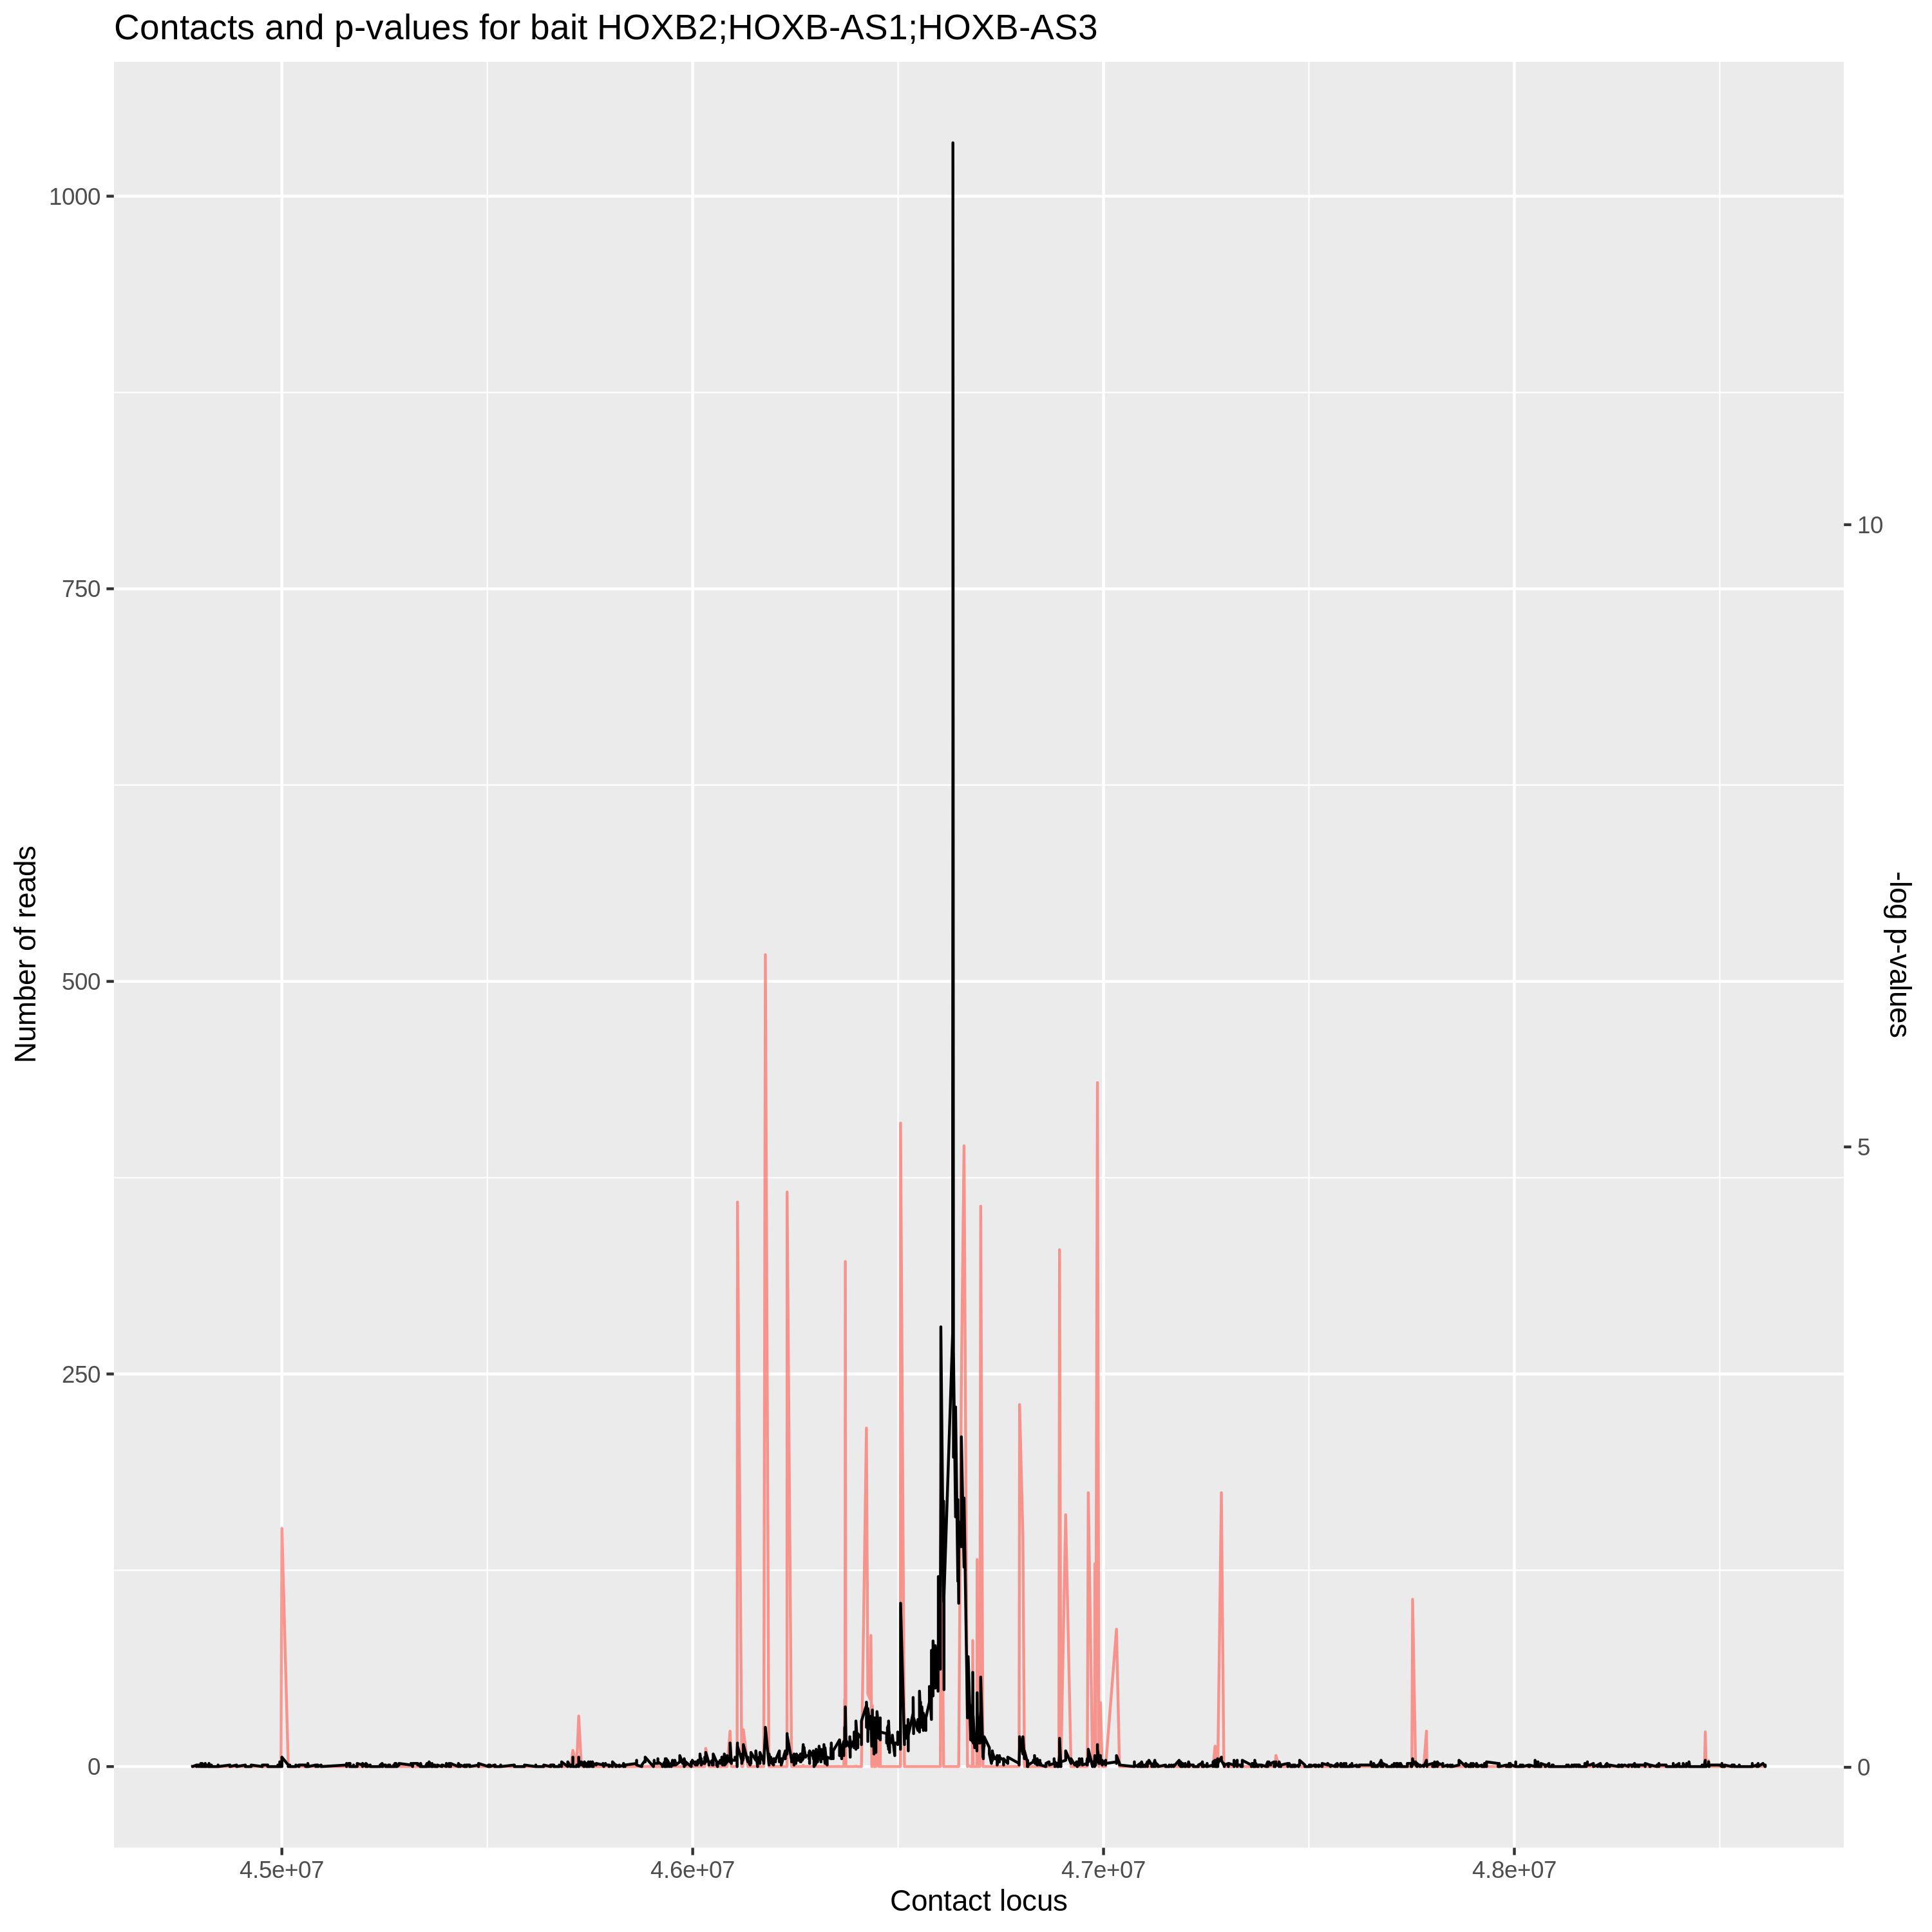 Contacts and p-values for bait HOXB2;HOXB-AS1;HOXB-AS3
Number of reads
1000
750
500
250
0
10
5
0
-log p-values
4.5e+07 4.6e+07 4.7e+07 4.8e+07
Contact locus